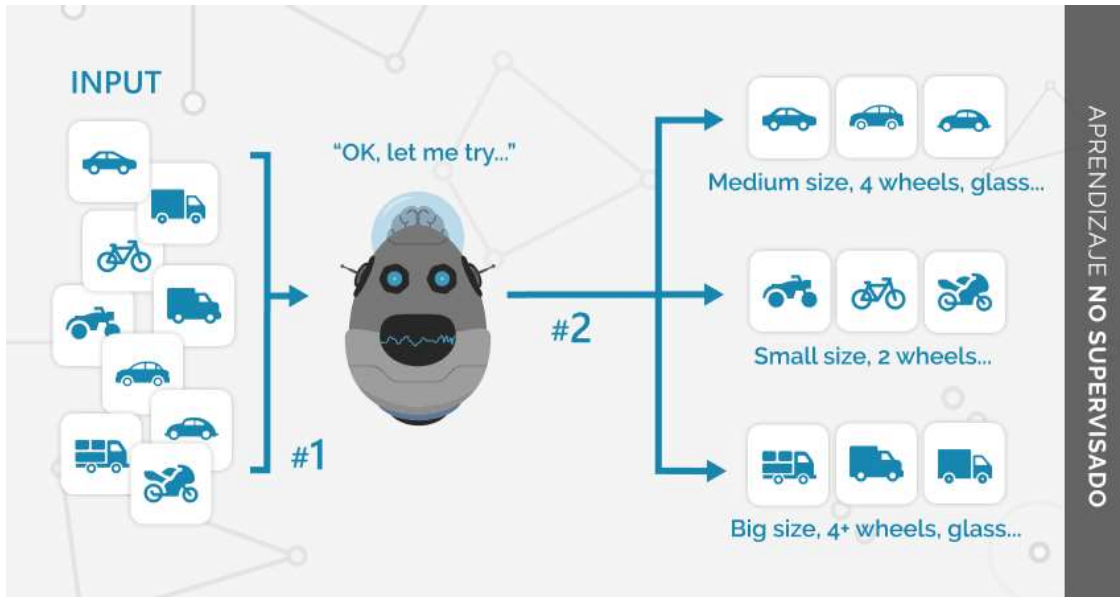 INPUT
“OK, let me try...”
#1
#2
Medium size, 4 wheels, glass...
Small size, 2 wheels...
Big size, 4+ wheels, glass...
APRENDIZAJE NO SUPERVISADO